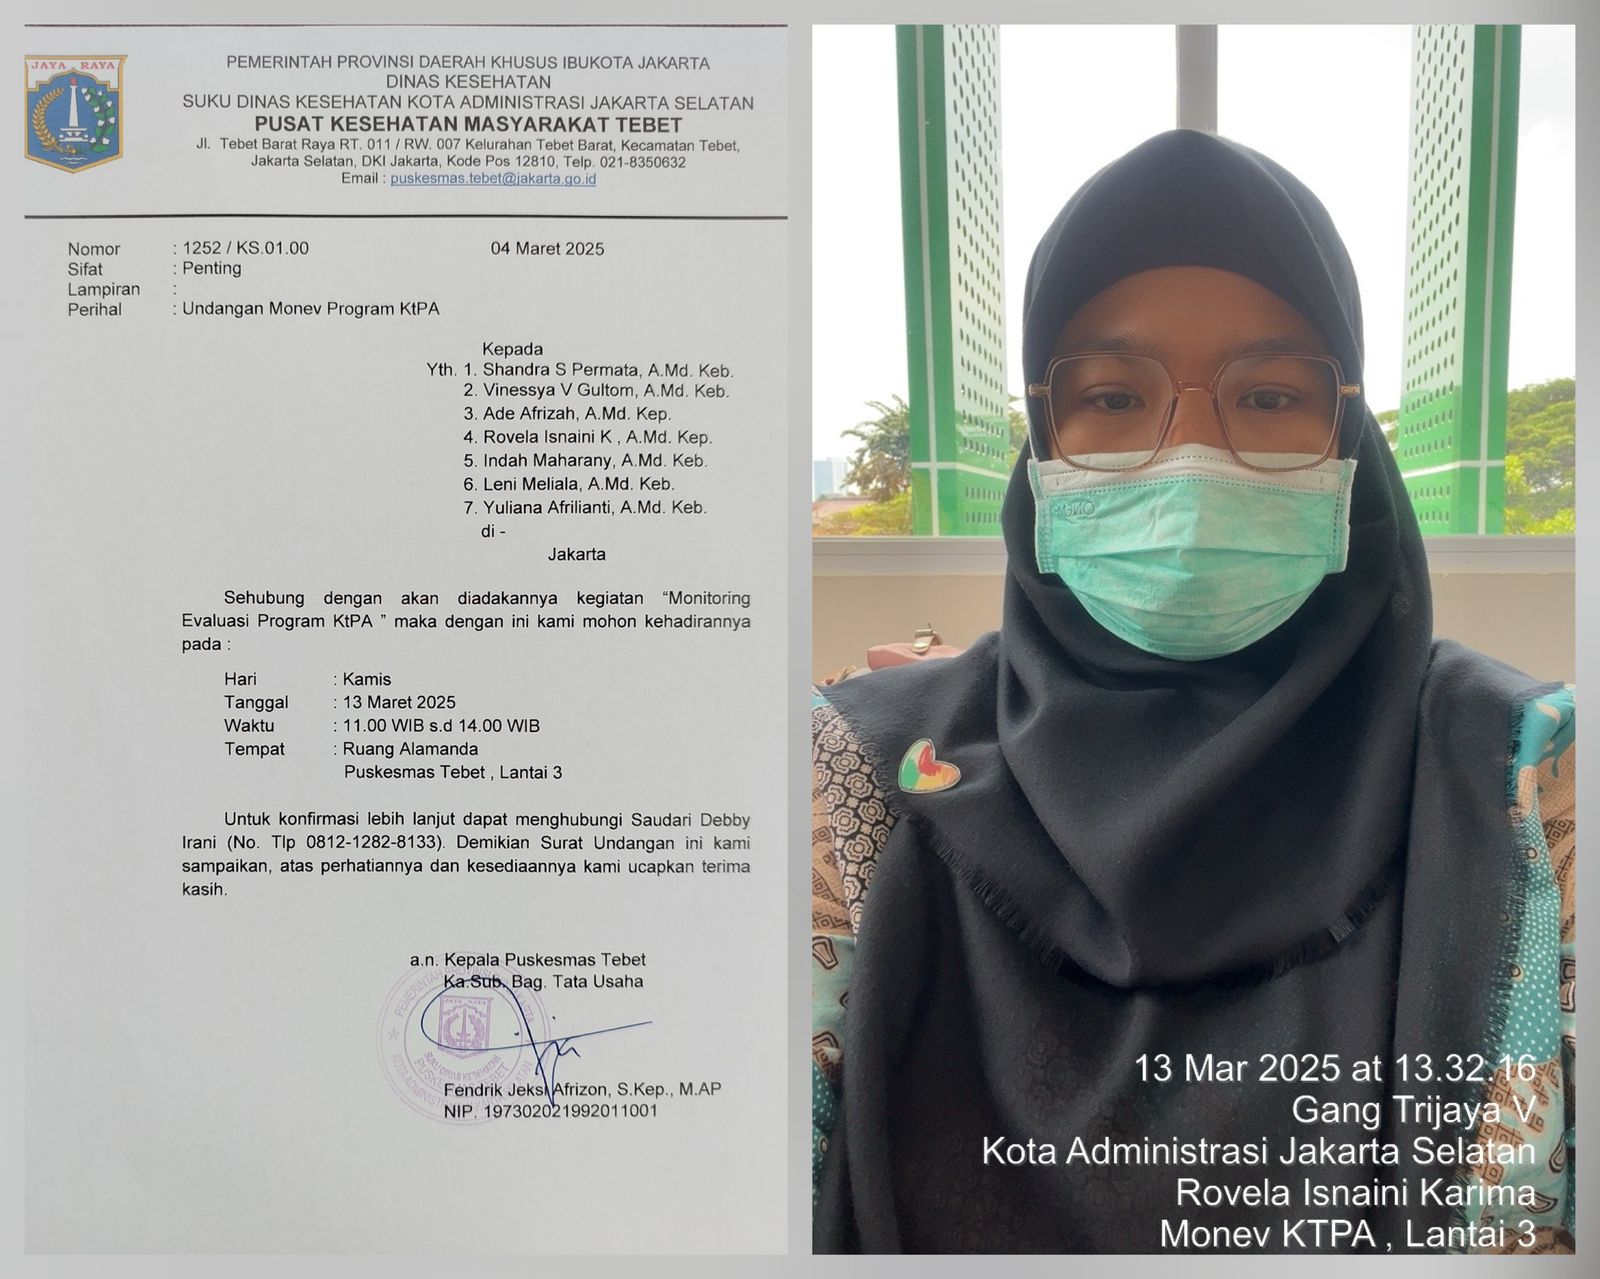 JAYA RAYA
PEMERINTAH PROVINSI DAERAH KHUSUS IBUKOTA JAKARTA
DINAS KESEHATAN
SUKU DINAS KESEHATAN KOTA ADMINISTRASI JAKARTA SELATAN
PUSAT KESEHATAN MASYARAKAT TEBET
Jl. Tebet Barat Raya RT. 011 / RW. 007 Kelurahan Tebet Barat, Kecamatan Tebet,
Jakarta Selatan, DKI Jakarta, Kode Pos 12810, Telp. 021-8350632
Email : puskesmas.tebet@jakarta.go.id
Nomor : 1252 / KS.01.00 04 Maret 2025
Sifat : Penting
Lampiran :
Perihal : Undangan Monev Program KtPA
Kepada
Yth. 1. Shandra S Permata, A.Md. Keb.
2. Vinessya V Gultom, A.Md. Keb.
3. Ade Afrizah, A.Md. Kep.
4. Rovela Isnaini K , A.Md. Kep.
5. Indah Maharany, A.Md. Keb.
6. Leni Meliala, A.Md. Keb.
7. Yuliana Afrilianti, A.Md. Keb.
di -
Jakarta
Sehubung dengan akan diadakannya kegiatan “Monitoring
Evaluasi Program KtPA ” maka dengan ini kami mohon kehadirannya
pada :
Hari : Kamis
Tanggal : 13 Maret 2025
Waktu : 11.00 WIB s.d 14.00 WIB
Tempat : Ruang Alamanda
Puskesmas Tebet , Lantai 3
Untuk konfirmasi lebih lanjut dapat menghubungi Saudari Debby
Irani (No. Tlp 0812-1282-8133). Demikian Surat Undangan ini kami
sampaikan, atas perhatiannya dan kesediaannya kami ucapkan terima
kasih.
a.n. Kepala Puskesmas Tebet
Ka.Sub. Bag. Tata Usaha
JAYA RAYA
SUKU DINAS KESEHATAN
Fendrik Jeksi Afrizon, S.Kep., M.AP
NIP. 197302021992011001
13 Mar 2025 at 13.32.16
Gang Trijaya V
Kota Administrasi Jakarta Selatan
Rovela Isnaini Karima
Monev KTPA , Lantai 3